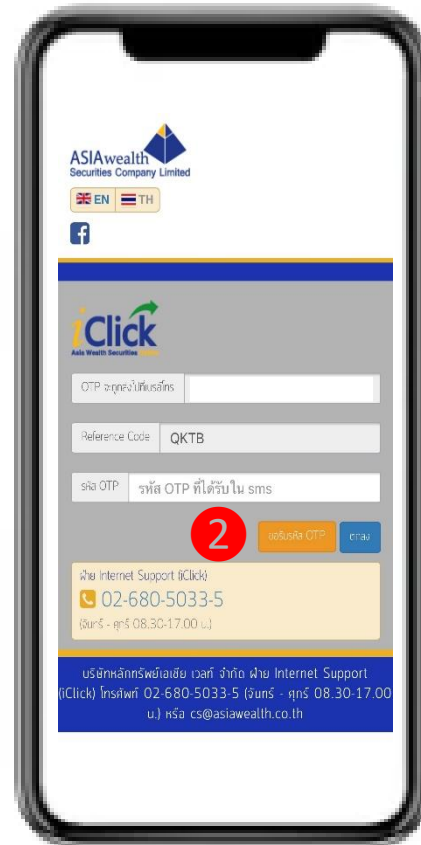 ASIAwealth
Securities Company Limited
EN TH
iClick
Asia Wealth Securities Online
OTP จะถูกส่งไปที่เบอร์โทร
Reference Code QKTB
รหัส OTP รหัส OTP ที่ได้รับใน sms
2 ขอรับรหัส OTP ตกลง
ฝ่าย Internet Support (iClick)
02-680-5033-5
(จันทร์ - ศุกร์ 08.30-17.00 น.)
บริษัทหลักทรัพย์เอเชีย เวลท์ จำกัด ฝ่าย Internet Support
(iClick) โทรศัพท์ 02-680-5033-5 (จันทร์ - ศุกร์ 08.30-17.00
น.) หรือ cs@asiawealth.co.th